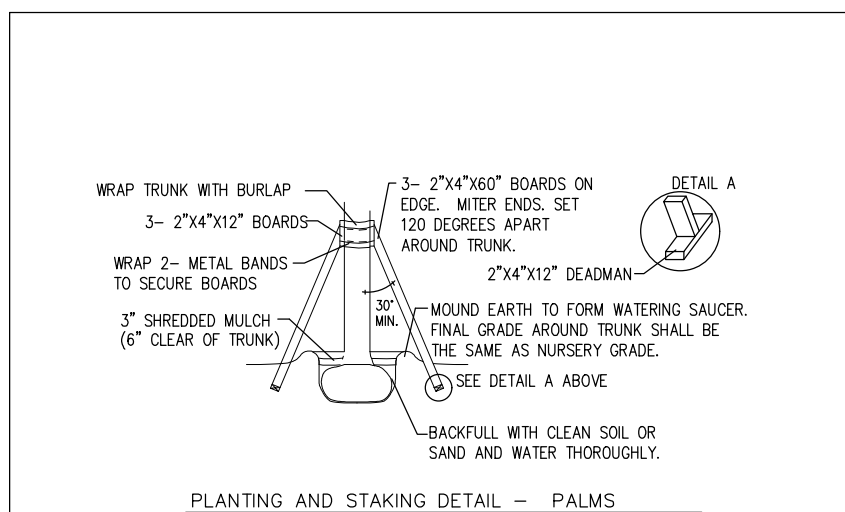 WRAP TRUNK WITH BURLAP
3- 2"X4"X12" BOARDS
WRAP 2- METAL BANDS
TO SECURE BOARDS
3" SHREDDED MULCH
(6" CLEAR OF TRUNK)
3- 2"X4"X60" BOARDS ON
EDGE. MITER ENDS. SET
120 DEGREES APART
AROUND TRUNK.
DETAIL A
2"X4"X12" DEADMAN
30°
MIN.
MOUND EARTH TO FORM WATERING SAUCER.
FINAL GRADE AROUND TRUNK SHALL BE
THE SAME AS NURSERY GRADE.
SEE DETAIL A ABOVE
BACKFULL WITH CLEAN SOIL OR
SAND AND WATER THOROUGHLY.
PLANTING AND STAKING DETAIL - PALMS